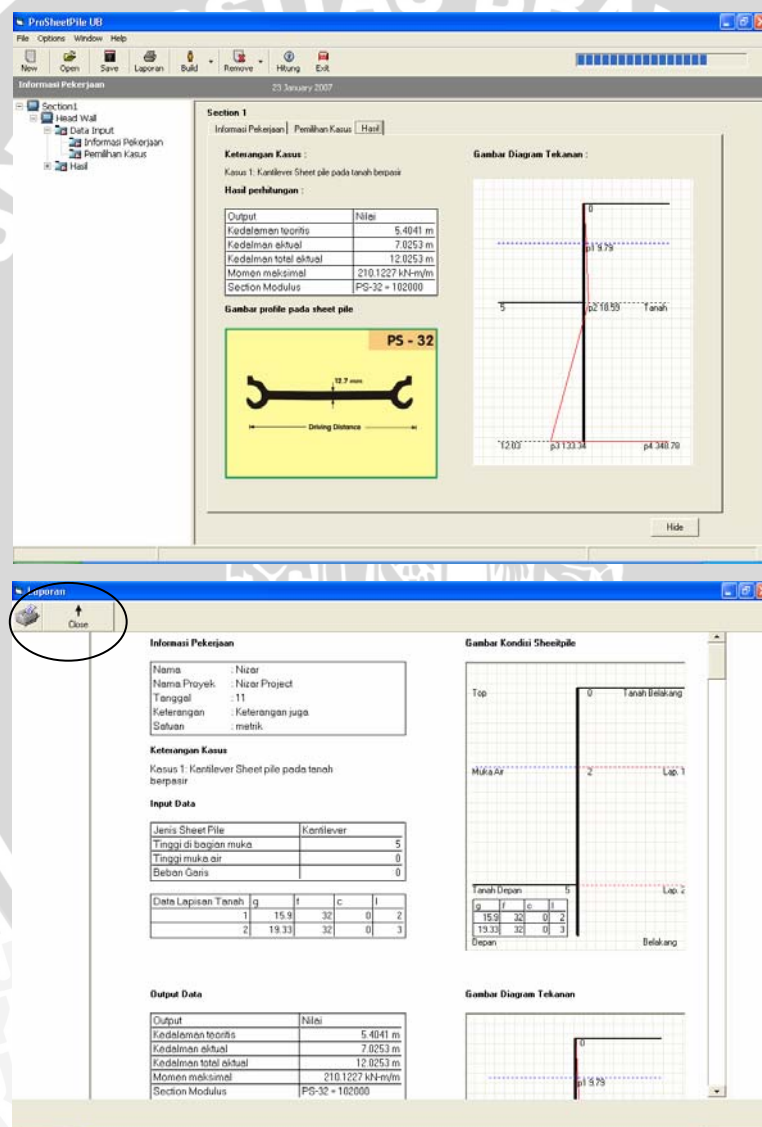 ProSheetPile UB
File Options Window Help
New Open Save Laporan Build Remove Hitung Exit
Informasi Pekerjaan 23 January 2007
Section1
Head Wall
Data Input
Informasi Pekerjaan
Pemilihan Kasus
Hasil
Section 1
Informasi Pekerjaan Pemilihan Kasus Hasil
Keterangan Kasus :
Kasus 1: Kantilever Sheet pile pada tanah berpasir
Hasil perhitungan :
Output Nilai
Kedalaman teoritis 5.4041 m
Kedalman aktual 7.0253 m
Kedalman total aktual 12.0253 m
Momen maksimal 210.1227 kN-m/m
Section Modulus PS-32 = 102000
Gambar profile pada sheet pile
PS - 32
12.7 mm
Driving Distance
Gambar Diagram Tekanan :
0
p1 9.79
5 p2 18.59 Tanah
12.03 p3 133.34 p4 340.70
Hide
Laporan
Close
Informasi Pekerjaan
Nama : Nizar
Nama Proyek : Nizar Project
Tanggal : 11
Keterangan : Keterangan juga
Satuan : metrik
Keterangan Kasus
Kasus 1: Kantilever Sheet pile pada tanah
berpasir
Input Data
Jenis Sheet Pile Kantilever
Tinggi di bagian muka 5
Tinggi muka air 0
Beban Garis 0
Data Lapisan Tanah g f c l
1 15.9 32 0 2
2 19.33 32 0 3
Gambar Kondisi Sheeitpile
Top 0 Tanah Belakang
Muka Air 2 Lap. 1
Tanah Depan 5 Lap. 2
g f c l
15.9 32 0 2
19.33 32 0 3
Depan Belakang
Output Data
Output Nilai
Kedalaman teoritis 5.4041 m
Kedalman aktual 7.0253 m
Kedalman total aktual 12.0253 m
Momen maksimal 210.1227 kN-m/m
Section Modulus PS-32 = 102000
Gambar Diagram Tekanan
0
p1 9.79